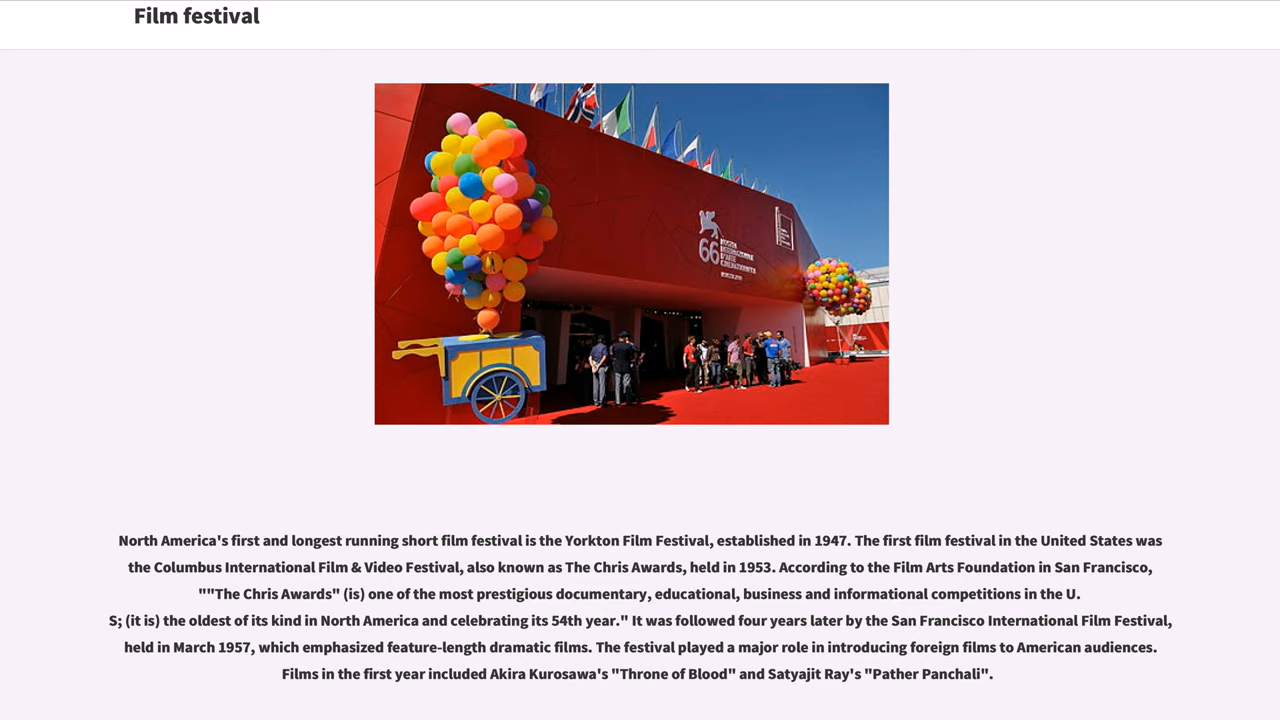 Film festival
66
North America's first and longest running short film festival is the Yorkton Film Festival, established in 1947. The first film festival in the United States was
the Columbus International Film & Video Festival, also known as The Chris Awards, held in 1953. According to the Film Arts Foundation in San Francisco,
""The Chris Awards" (is) one of the most prestigious documentary, educational, business and informational competitions in the U.
S; (it is) the oldest of its kind in North America and celebrating its 54th year." It was followed four years later by the San Francisco International Film Festival,
held in March 1957, which emphasized feature-length dramatic films. The festival played a major role in introducing foreign films to American audiences.
Films in the first year included Akira Kurosawa's "Throne of Blood" and Satyajit Ray's "Pather Panchali".